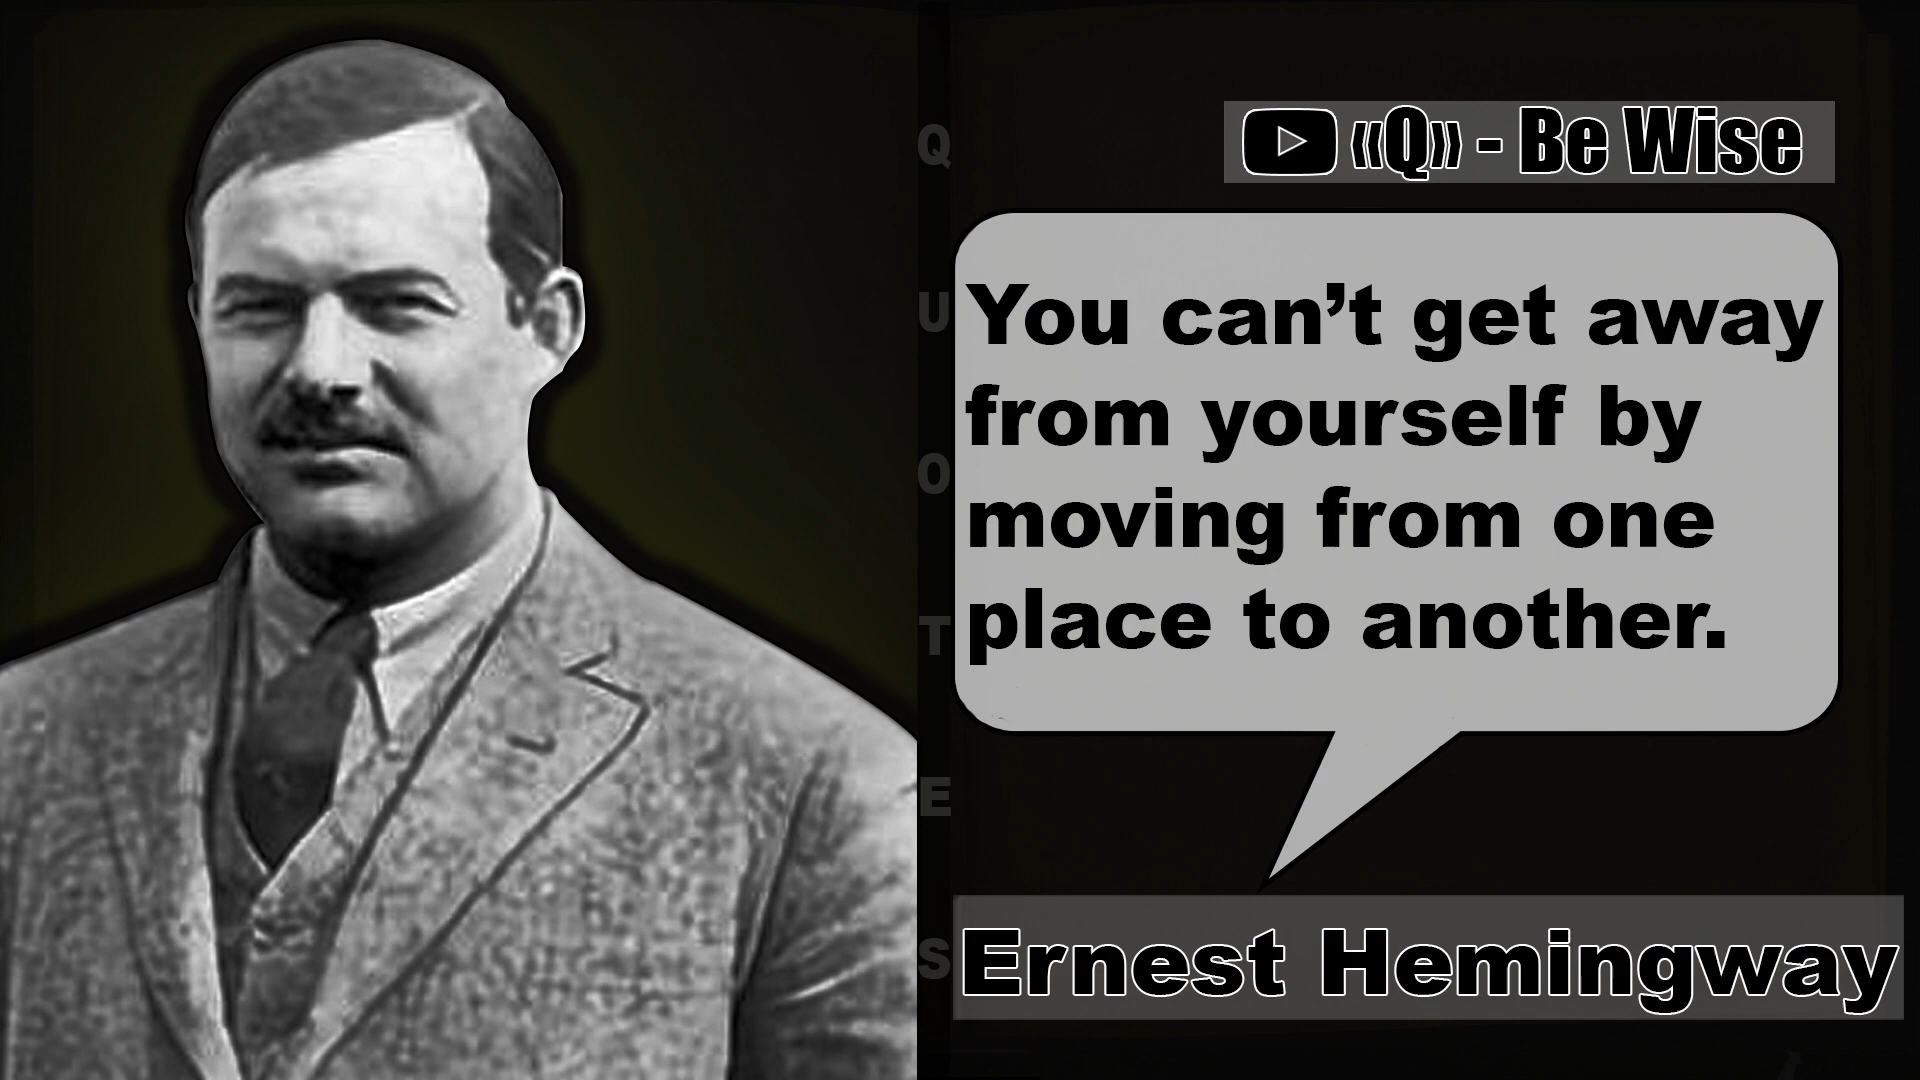 «Q» - Be Wise
You can’t get away
from yourself by
moving from one
place to another.
Ernest Hemingway
Q
U
O
T
E
S